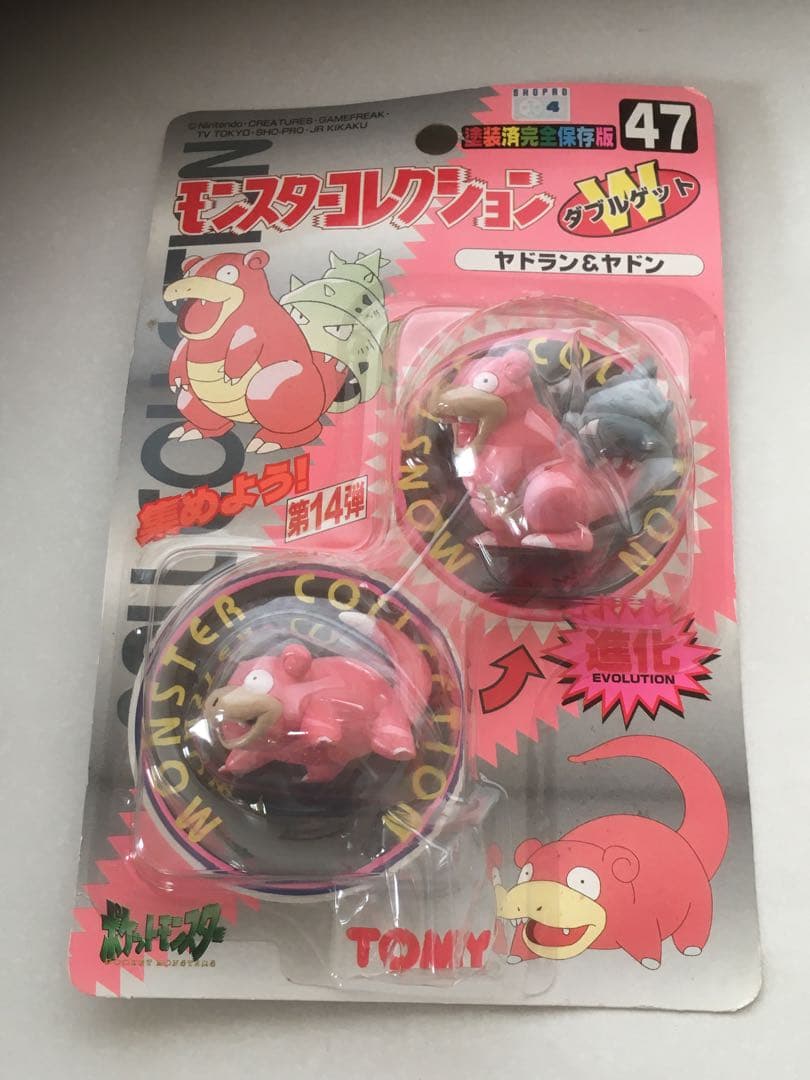 ©Nintendo・CREATURES・GAMEFREAK・
TV TOKYO・SHO-PRO・JR KIKAKU
SHOPRO
4
塗装済完全保存版
47
モンスターコレクション
W
ダブルゲット
ヤドラン&ヤドン
MONSTER COLLECTION
集めよう!
第14弾
MONSTER COLLECTION
進化
EVOLUTION
ポケットモンスター
POCKET MONSTERS
TOMY